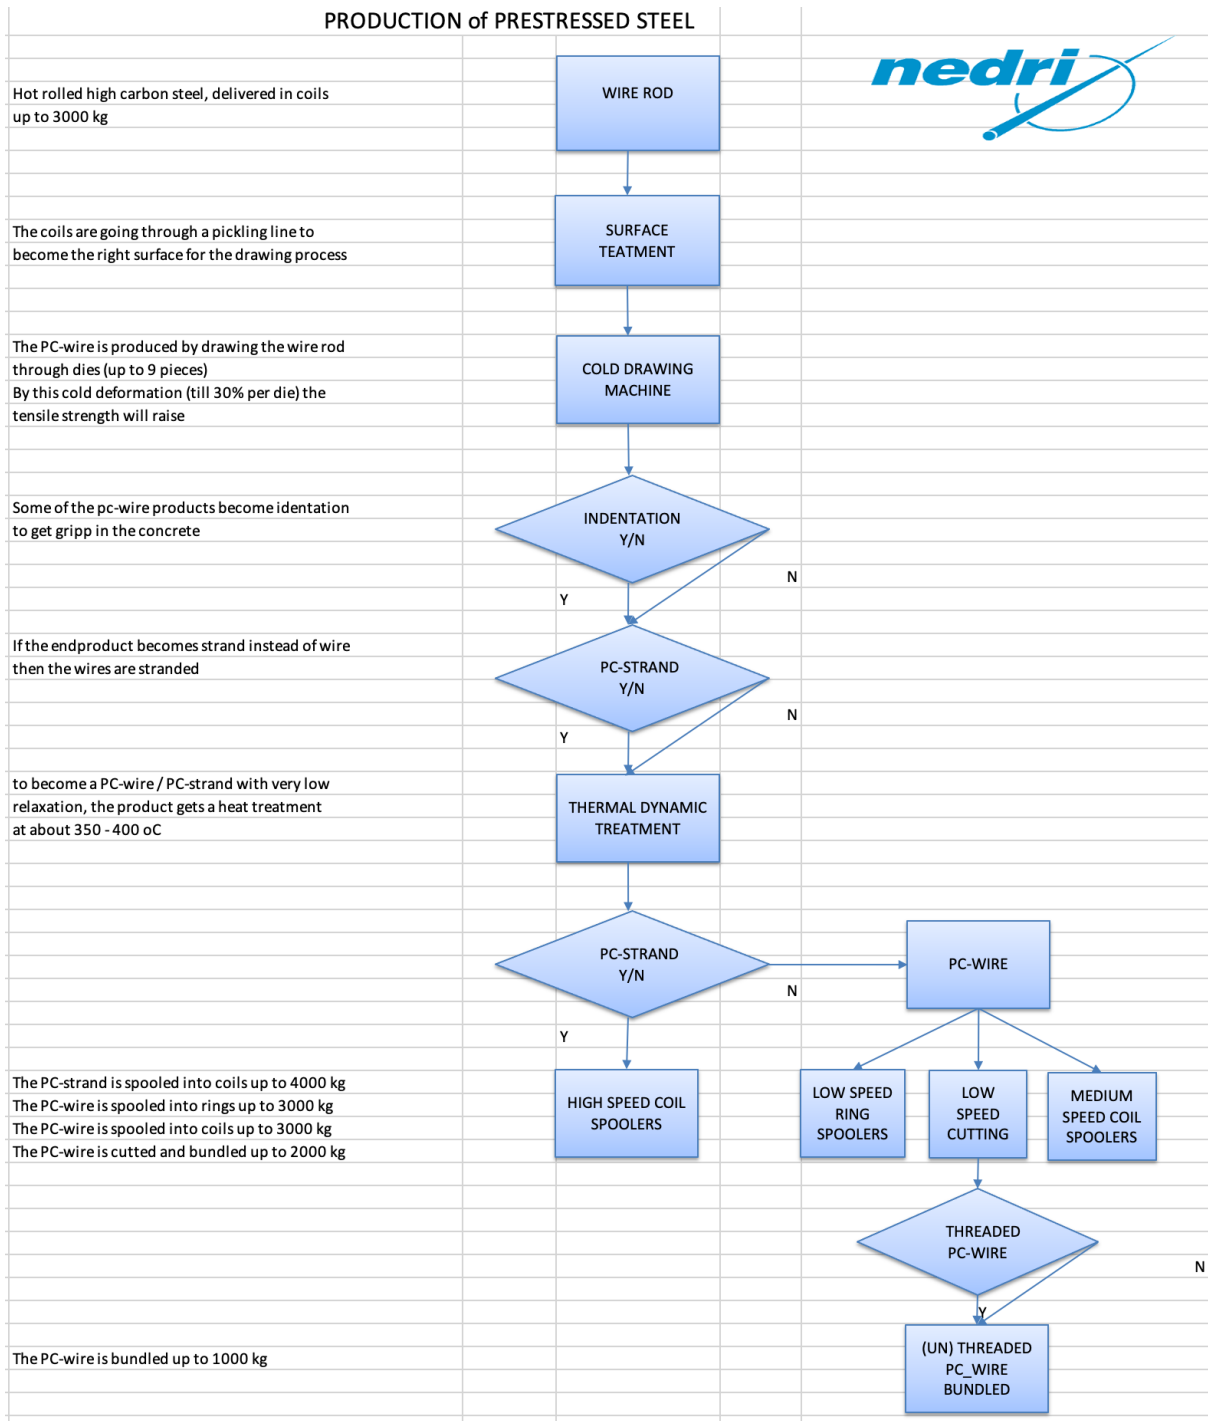 PRODUCTION of PRESTRESSED STEEL
nedri
Hot rolled high carbon steel, delivered in coils
up to 3000 kg
WIRE ROD
The coils are going through a pickling line to
become the right surface for the drawing process
SURFACE
TEATMENT
The PC-wire is produced by drawing the wire rod
through dies (up to 9 pieces)
By this cold deformation (till 30% per die) the
tensile strength will raise
COLD DRAWING
MACHINE
Some of the pc-wire products become identation
to get gripp in the concrete
INDENTATION
Y/N
N
Y
If the endproduct becomes strand instead of wire
then the wires are stranded
PC-STRAND
Y/N
N
Y
to become a PC-wire / PC-strand with very low
relaxation, the product gets a heat treatment
at about 350 - 400 oC
THERMAL DYNAMIC
TREATMENT
PC-STRAND
Y/N
N
Y
PC-WIRE
The PC-strand is spooled into coils up to 4000 kg
The PC-wire is spooled into rings up to 3000 kg
The PC-wire is spooled into coils up to 3000 kg
The PC-wire is cutted and bundled up to 2000 kg
HIGH SPEED COIL
SPOOLERS
LOW SPEED
RING
SPOOLERS
LOW
SPEED
CUTTING
MEDIUM
SPEED COIL
SPOOLERS
THREADED
PC-WIRE
N
Y
The PC-wire is bundled up to 1000 kg
(UN) THREADED
PC_WIRE
BUNDLED